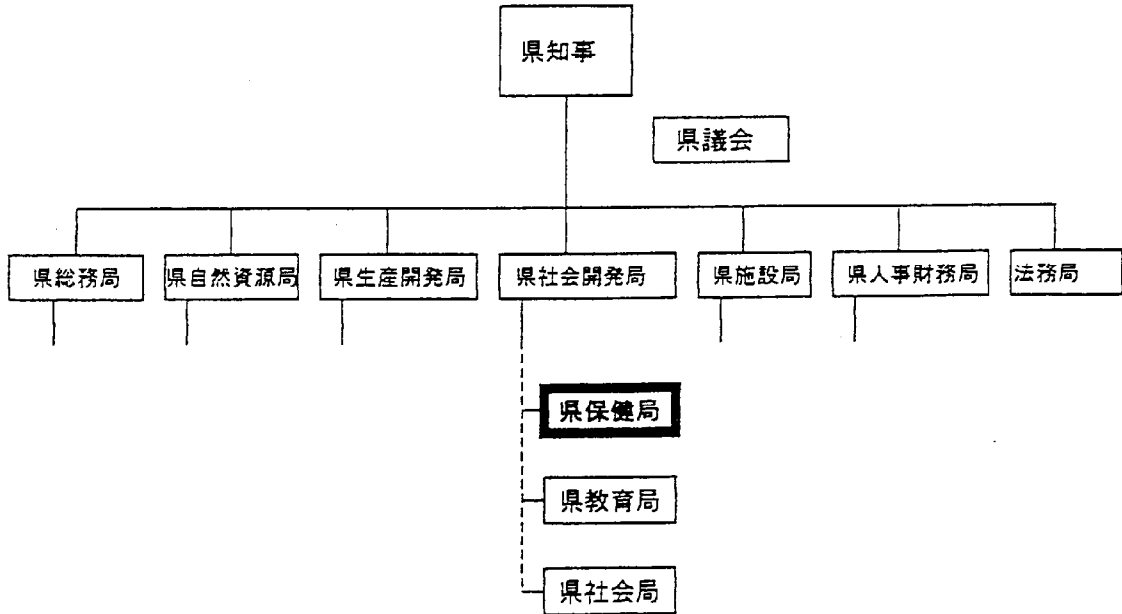 県知事
県議会
県総務局
県自然資源局
県生産開発局
県社会開発局
県施設局
県人事財務局
法務局
県保健局
県教育局
県社会局